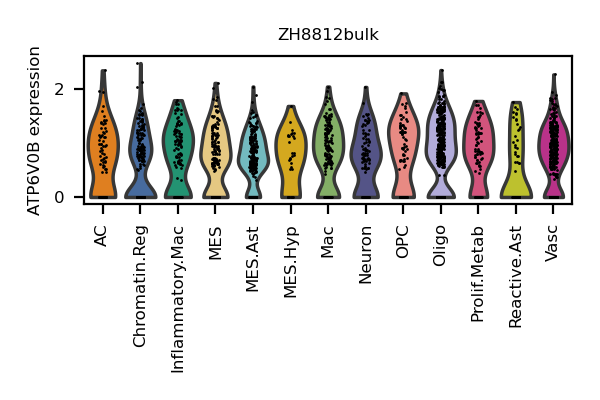 ZH8812bulk
ATP6V0B expression
2
0
AC
Chromatin.Reg
Inflammatory.Mac
MES
MES.Ast
MES.Hyp
Mac
Neuron
OPC
Oligo
Prolif.Metab
Reactive.Ast
Vasc